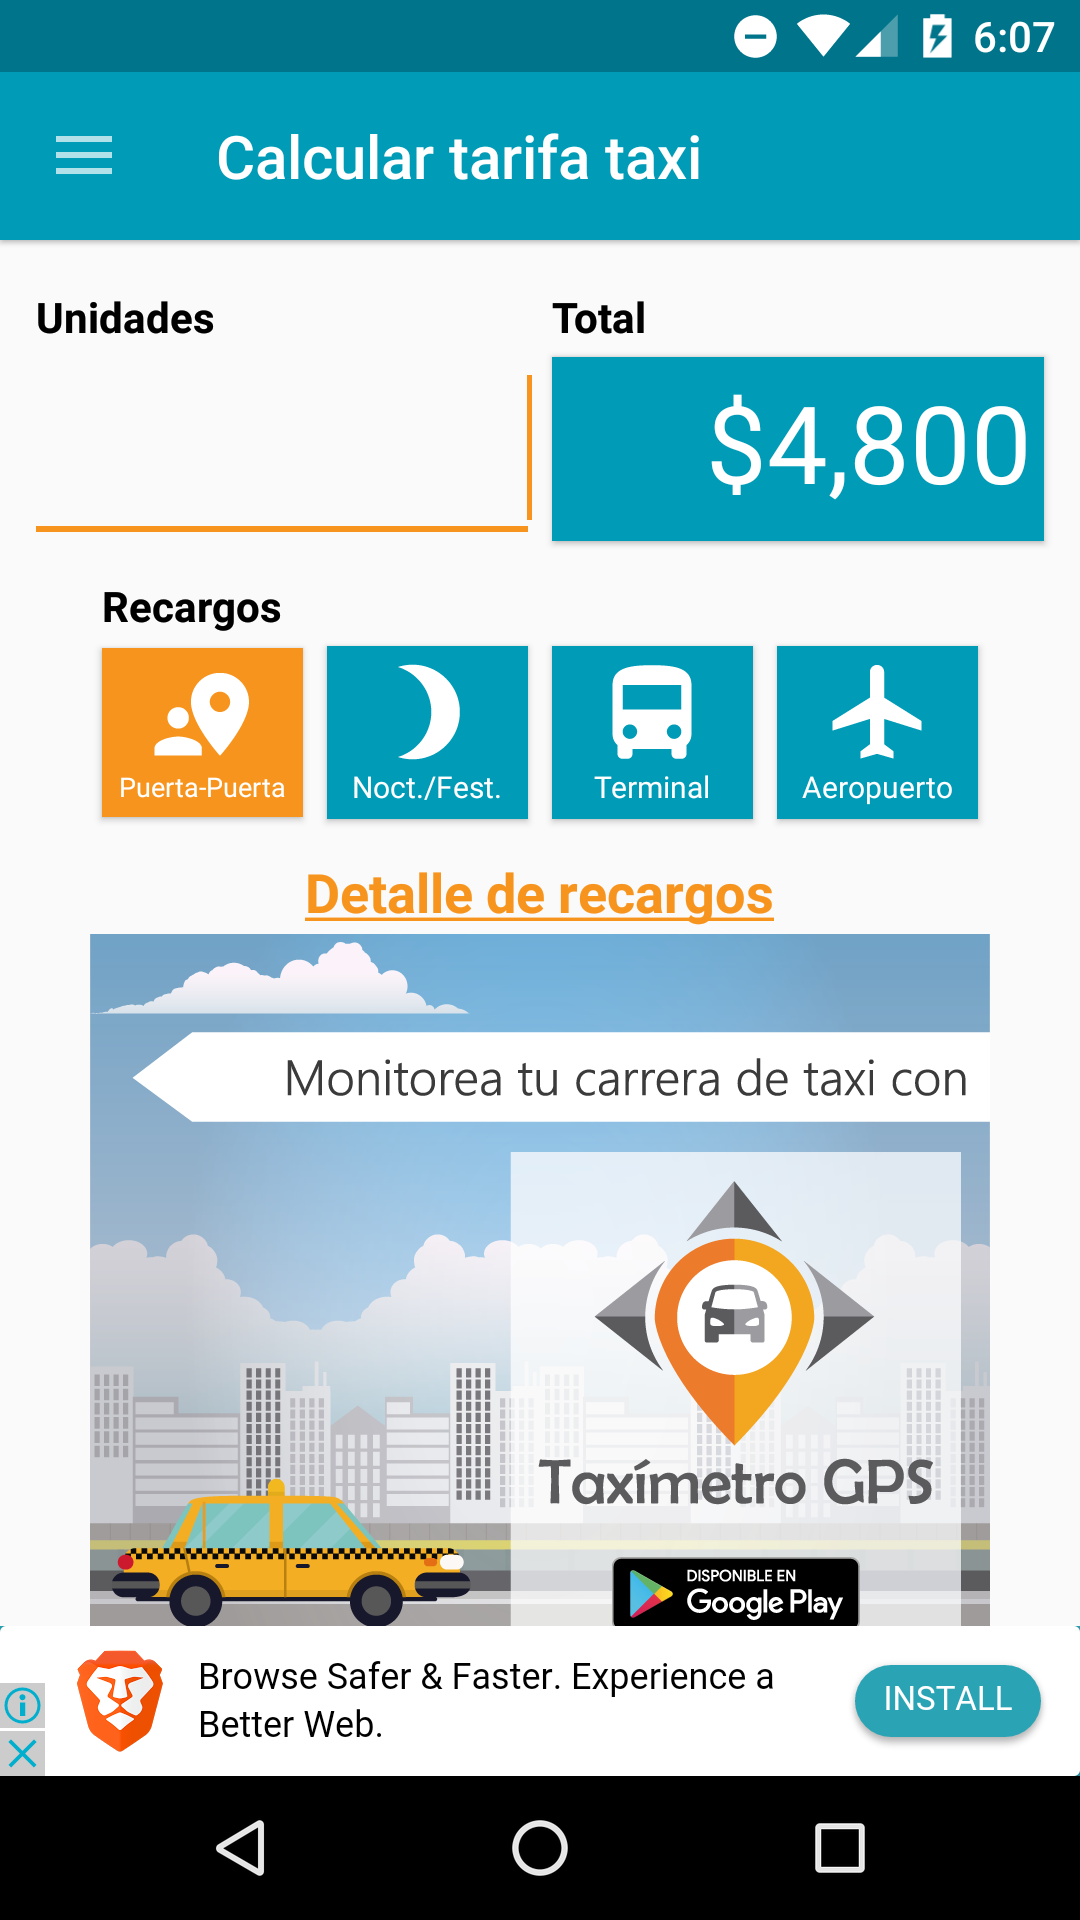 6:07
Calcular tarifa taxi
Unidades
Total
$4,800
Recargos
Puerta-Puerta
Noct./Fest.
Terminal
Aeropuerto
Detalle de recargos
Monitorea tu carrera de taxi con
Taxímetro GPS
DISPONIBLE EN
Google Play
Browse Safer & Faster. Experience a
Better Web.
INSTALL